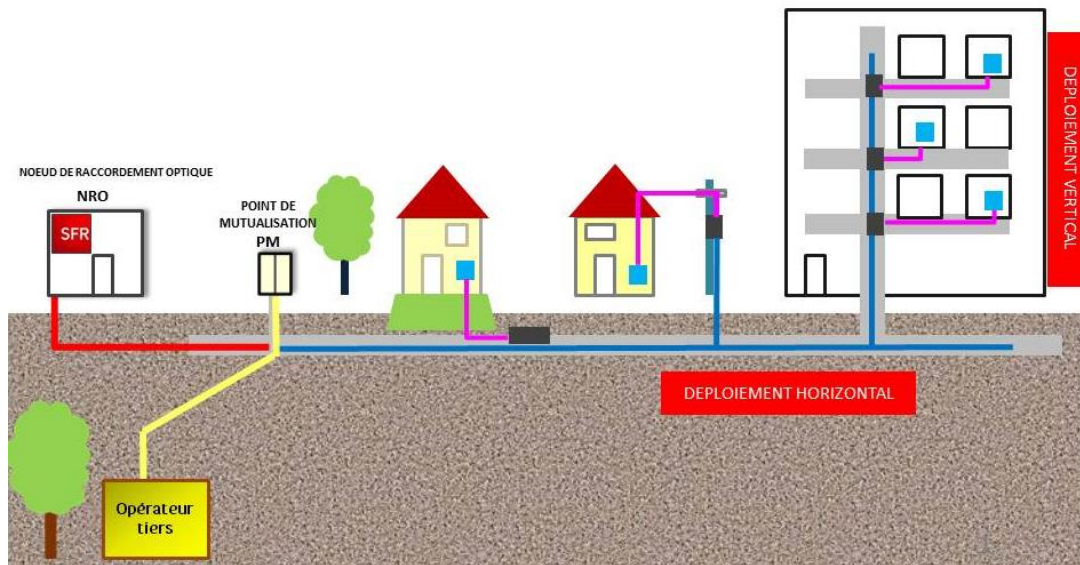 NOEUD DE RACCORDEMENT OPTIQUE
NRO
SFR
POINT DE
MUTUALISATION
PM
DEPLOIEMENT VERTICAL
DEPLOIEMENT HORIZONTAL
Opérateur
tiers